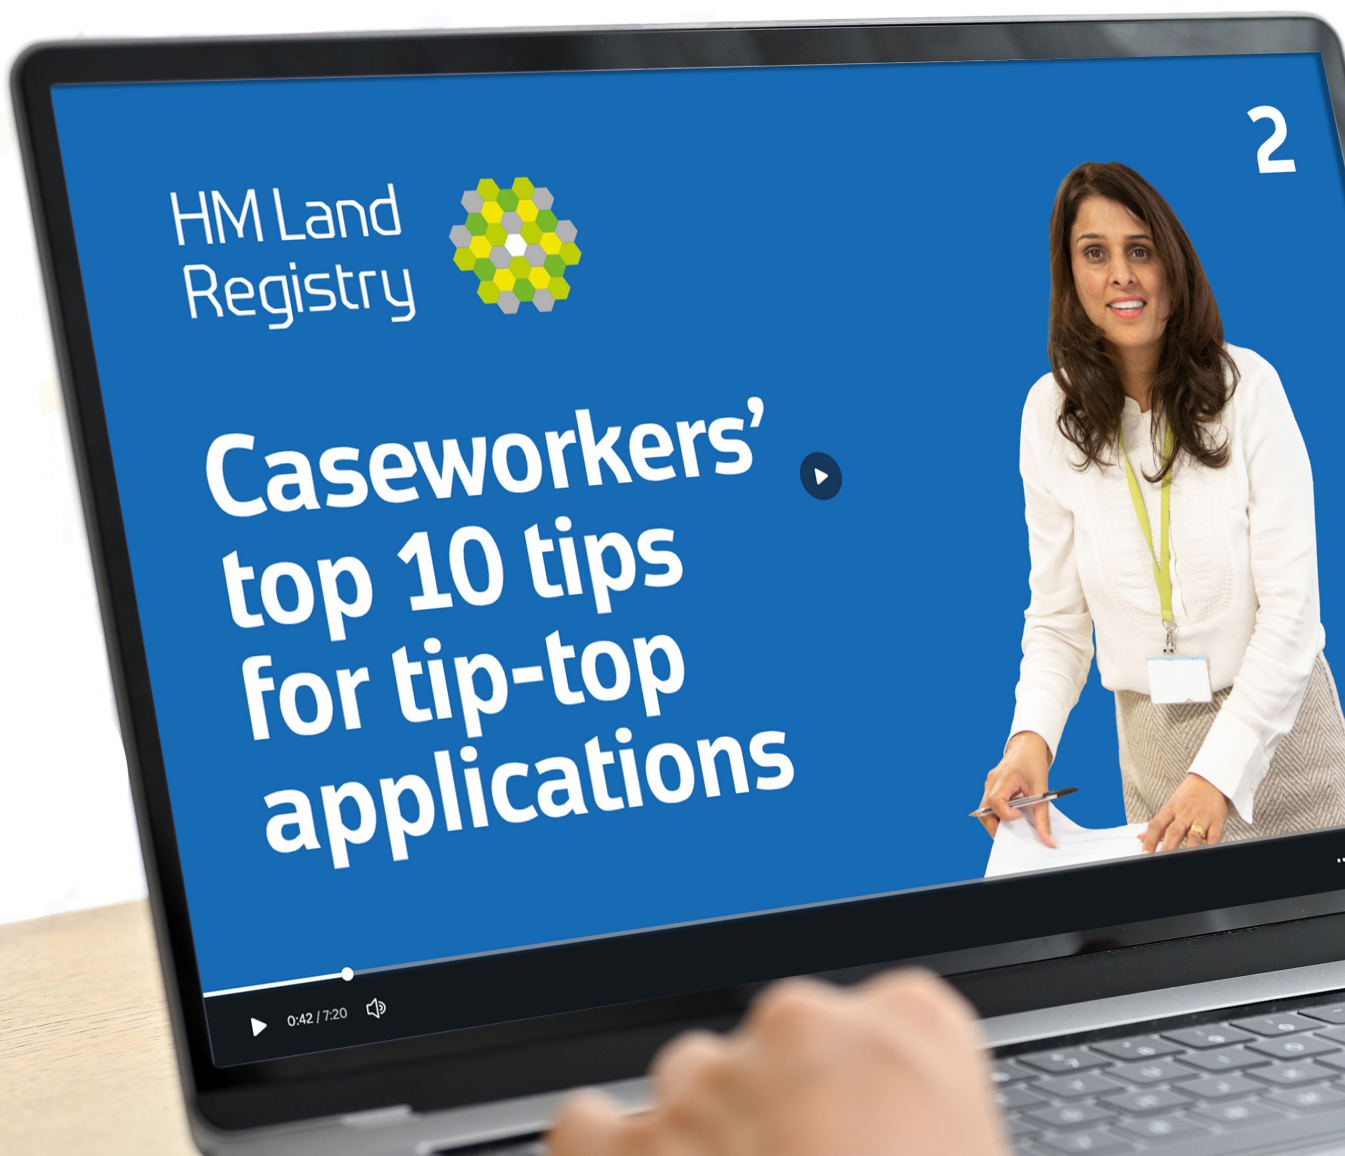 2
HM Land
Registry
Caseworkers’
top 10 tips
for tip-top
applications
0:42 / 7:20